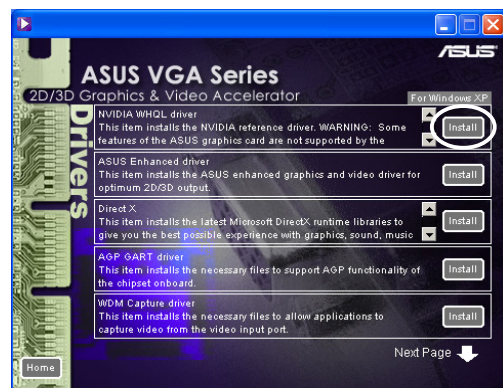 ASUS
ASUS VGA Series
2D/3D Graphics & Video Accelerator
For Windows XP
Drivers
NVIDIA WHQL driver
This item installs the NVIDIA reference driver. WARNING: Some
features of the ASUS graphics card are not supported by the
Install
ASUS Enhanced driver
This item installs the ASUS enhanced graphics and video driver for
optimum 2D/3D output.
Install
Direct X
This item installs the latest Microsoft DirectX runtime libraries to
give you the best possible experience with graphics, sound, music
Install
AGP GART driver
This item installs the necessary files to support AGP functionality of
the chipset onboard.
Install
WDM Capture driver
This item installs the necessary files to allow applications to
capture video from the video input port.
Install
Next Page
Home